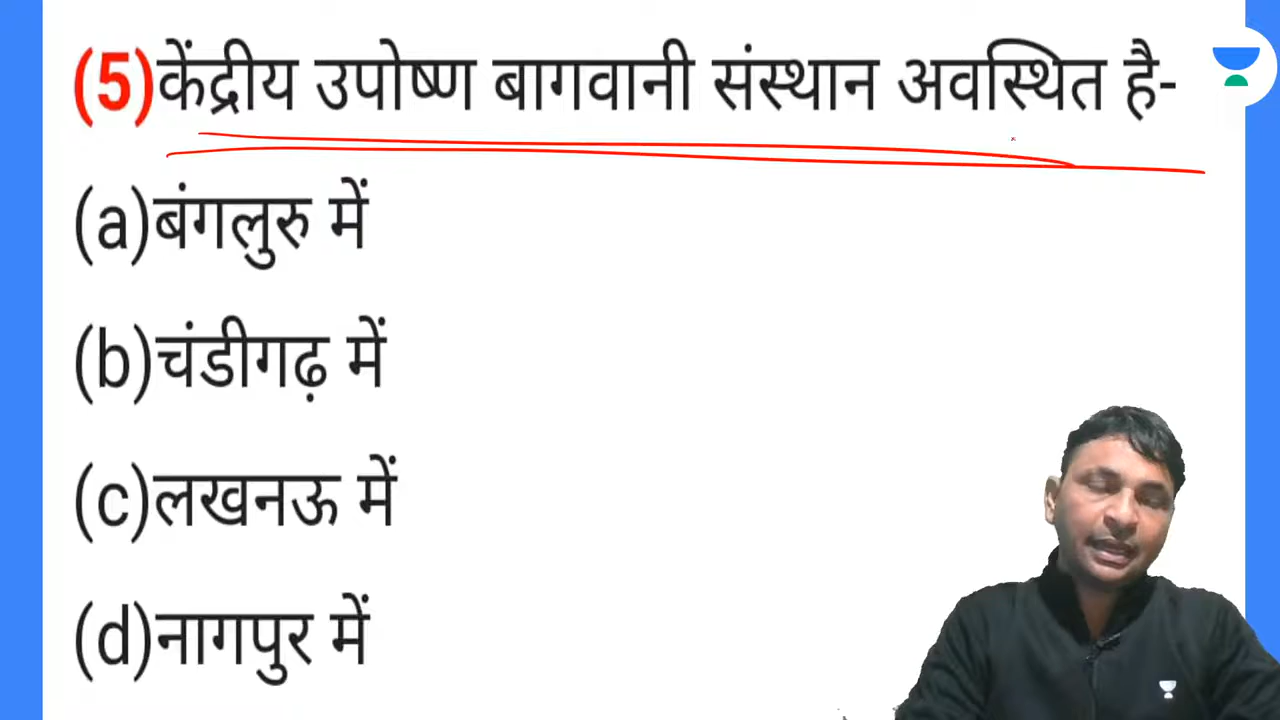 (5)केंद्रीय उपोष्ण बागवानी संस्थान अवस्थित है-
(a)बंगलुरु में
(b)चंडीगढ़ में
(c)लखनऊ में
(d)नागपुर में